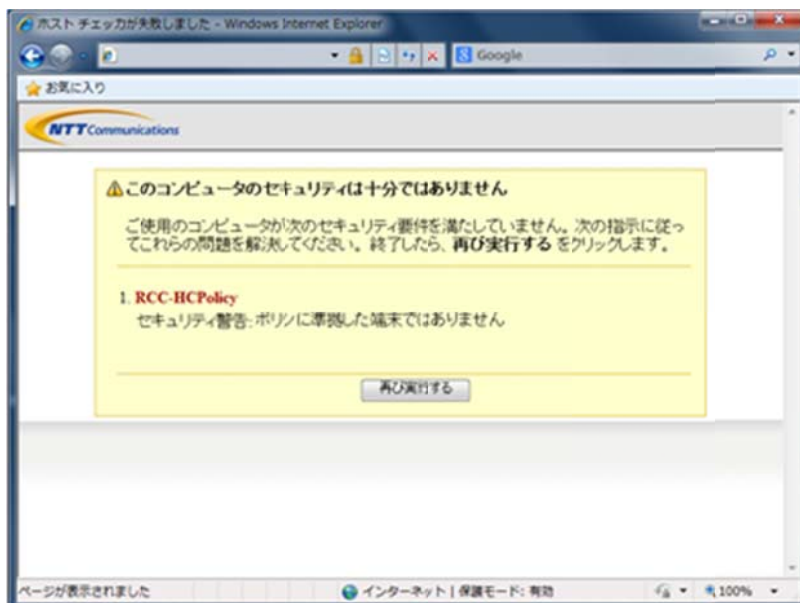 ホスト チェッカが失敗しました - Windows Internet Explorer
Google
お気に入り
NTT Communications
このコンピュータのセキュリティは十分ではありません
ご使用のコンピュータが次のセキュリティ要件を満たしていません。次の指示に従っ
てこれらの問題を解決してください。終了したら、再び実行する をクリックします。
1. RCC-HCPolicy
セキュリティ警告:ポリシに準拠した端末ではありません
再び実行する
ページが表示されました
インターネット | 保護モード: 有効
100%